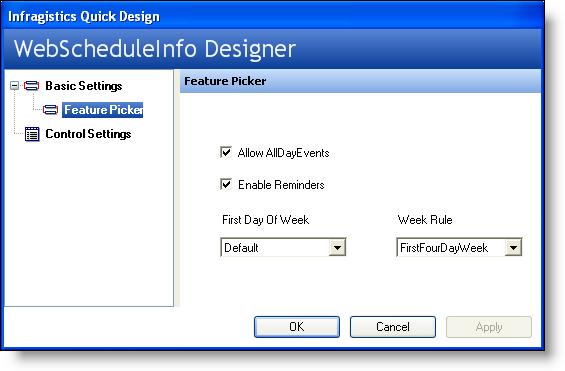 Infragistics Quick Design
WebScheduleInfo Designer
Basic Settings
Feature Picker
Control Settings
Feature Picker
Allow AllDayEvents
Enable Reminders
First Day Of Week
Week Rule
Default
FirstFourDayWeek
OK
Cancel
Apply